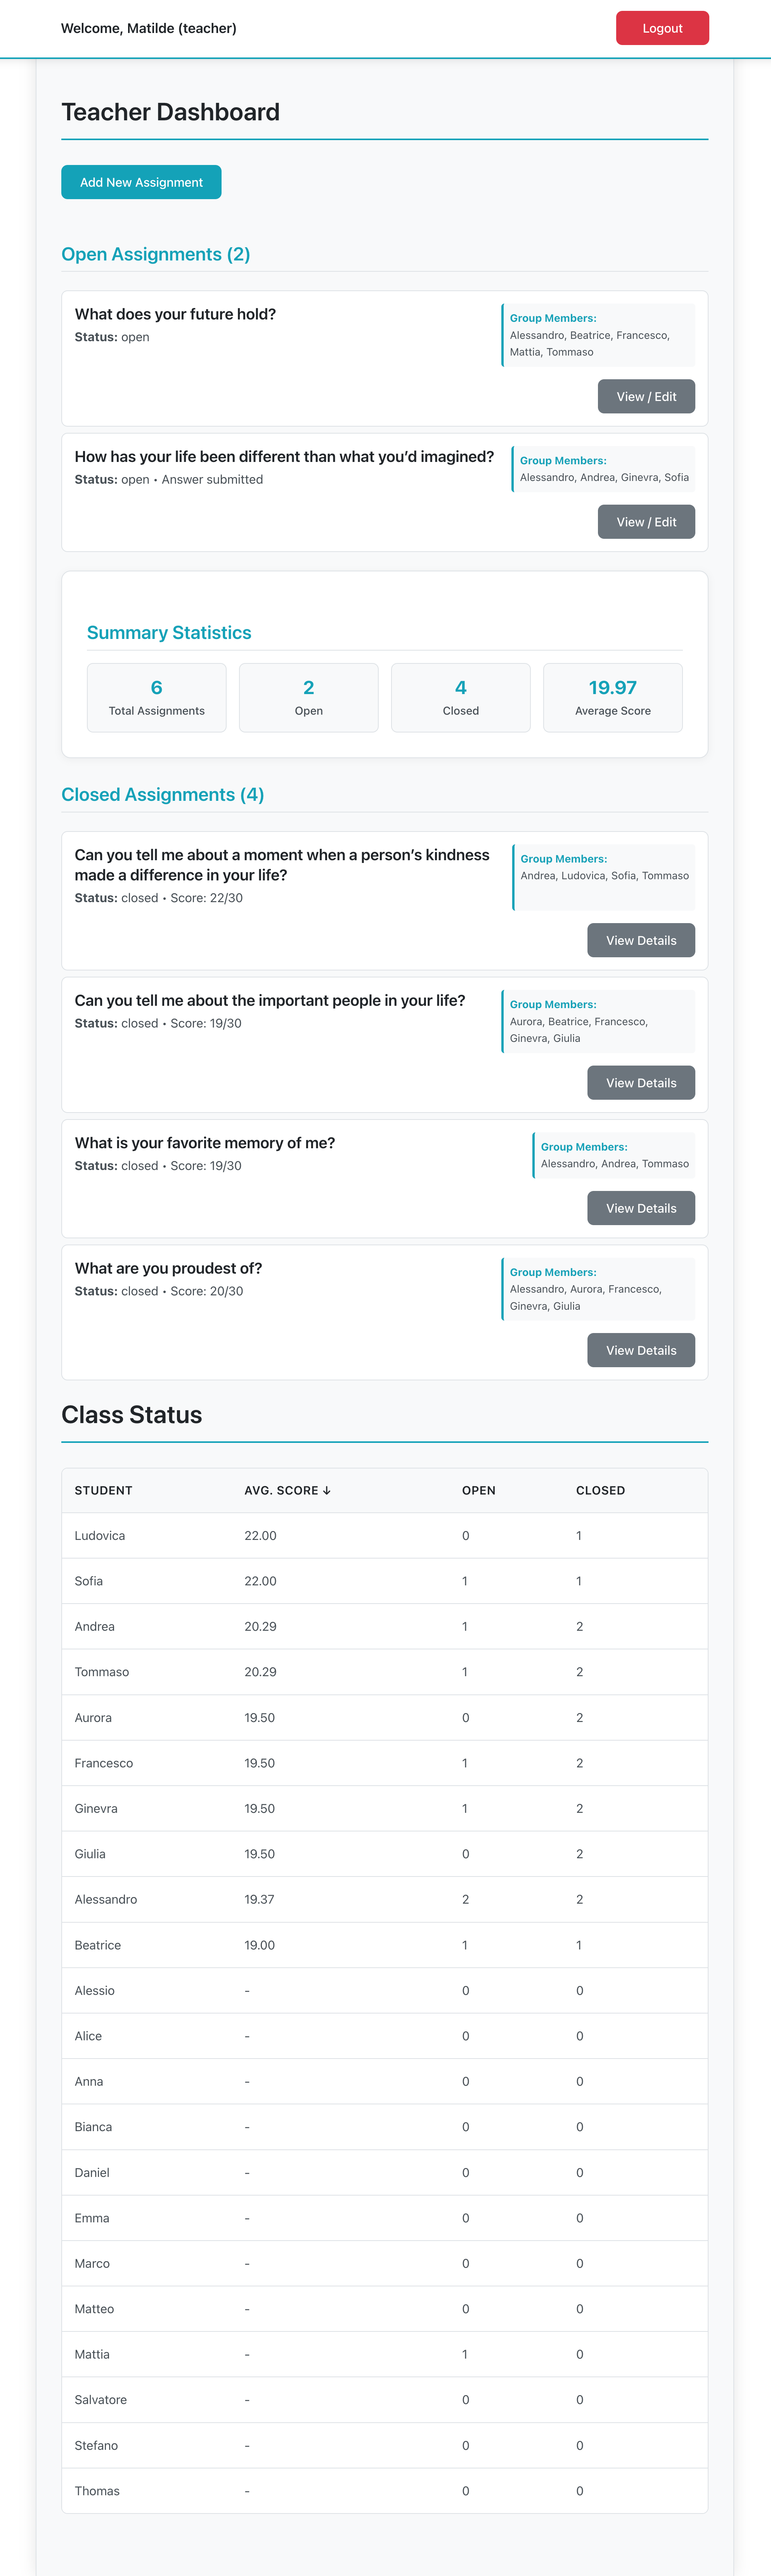 Welcome, Matilde (teacher)
Logout
Teacher Dashboard
Add New Assignment
Open Assignments (2)
What does your future hold?
Status: open
Group Members:
Alessandro, Beatrice, Francesco,
Mattia, Tommaso
View / Edit
How has your life been different than what you’d imagined?
Status: open • Answer submitted
Group Members:
Alessandro, Andrea, Ginevra, Sofia
View / Edit
Summary Statistics
6
Total Assignments
2
Open
4
Closed
19.97
Average Score
Closed Assignments (4)
Can you tell me about a moment when a person’s kindness
made a difference in your life?
Status: closed • Score: 22/30
Group Members:
Andrea, Ludovica, Sofia, Tommaso
View Details
Can you tell me about the important people in your life?
Status: closed • Score: 19/30
Group Members:
Aurora, Beatrice, Francesco,
Ginevra, Giulia
View Details
What is your favorite memory of me?
Status: closed • Score: 19/30
Group Members:
Alessandro, Andrea, Tommaso
View Details
What are you proudest of?
Status: closed • Score: 20/30
Group Members:
Alessandro, Aurora, Francesco,
Ginevra, Giulia
View Details
Class Status
STUDENT AVG. SCORE ↓ OPEN CLOSED
Ludovica 22.00 0 1
Sofia 22.00 1 1
Andrea 20.29 1 2
Tommaso 20.29 1 2
Aurora 19.50 0 2
Francesco 19.50 1 2
Ginevra 19.50 1 2
Giulia 19.50 0 2
Alessandro 19.37 2 2
Beatrice 19.00 1 1
Alessio - 0 0
Alice - 0 0
Anna - 0 0
Bianca - 0 0
Daniel - 0 0
Emma - 0 0
Marco - 0 0
Matteo - 0 0
Mattia - 1 0
Salvatore - 0 0
Stefano - 0 0
Thomas - 0 0